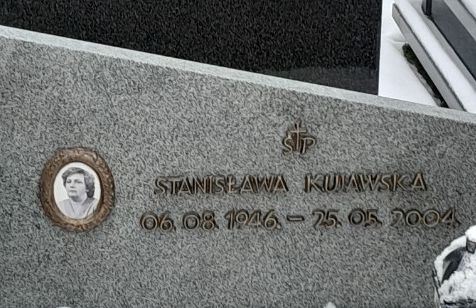 ŚP
STANISŁAWA KUJAWSKA
06.08.1946. – 25.05.2004.